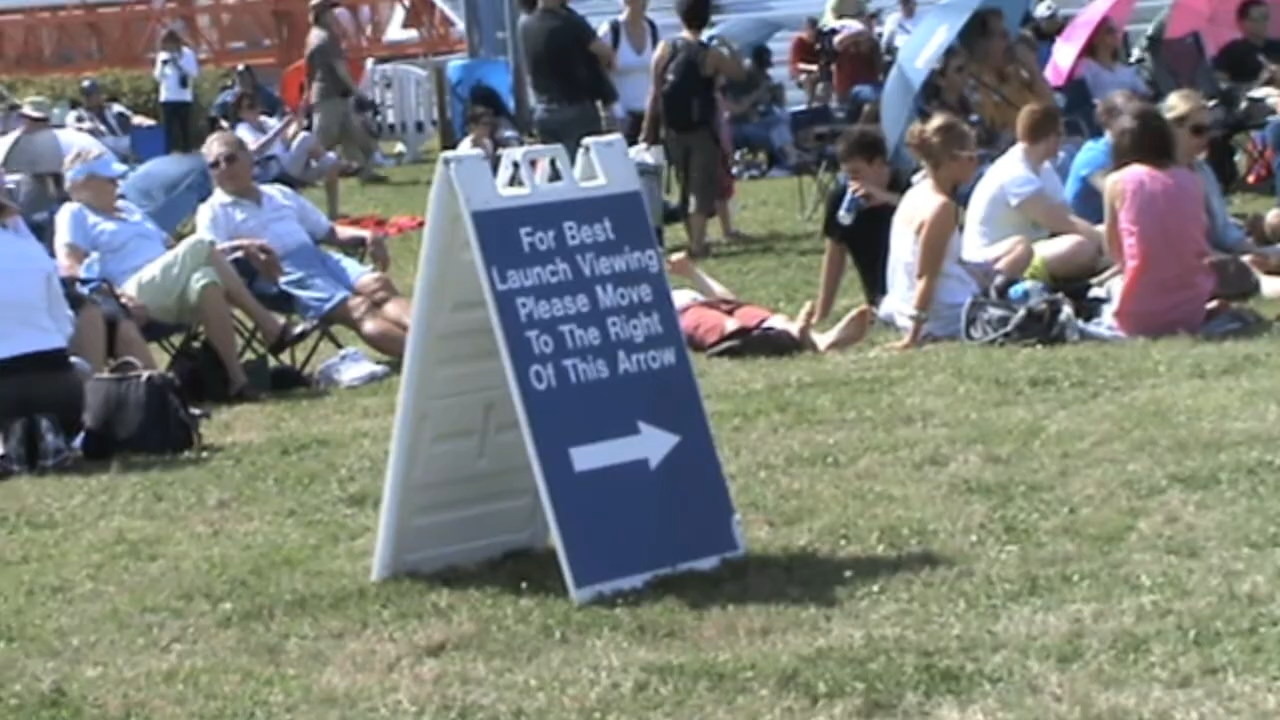 For Best
Launch Viewing
Please Move
To The Right
Of This Arrow